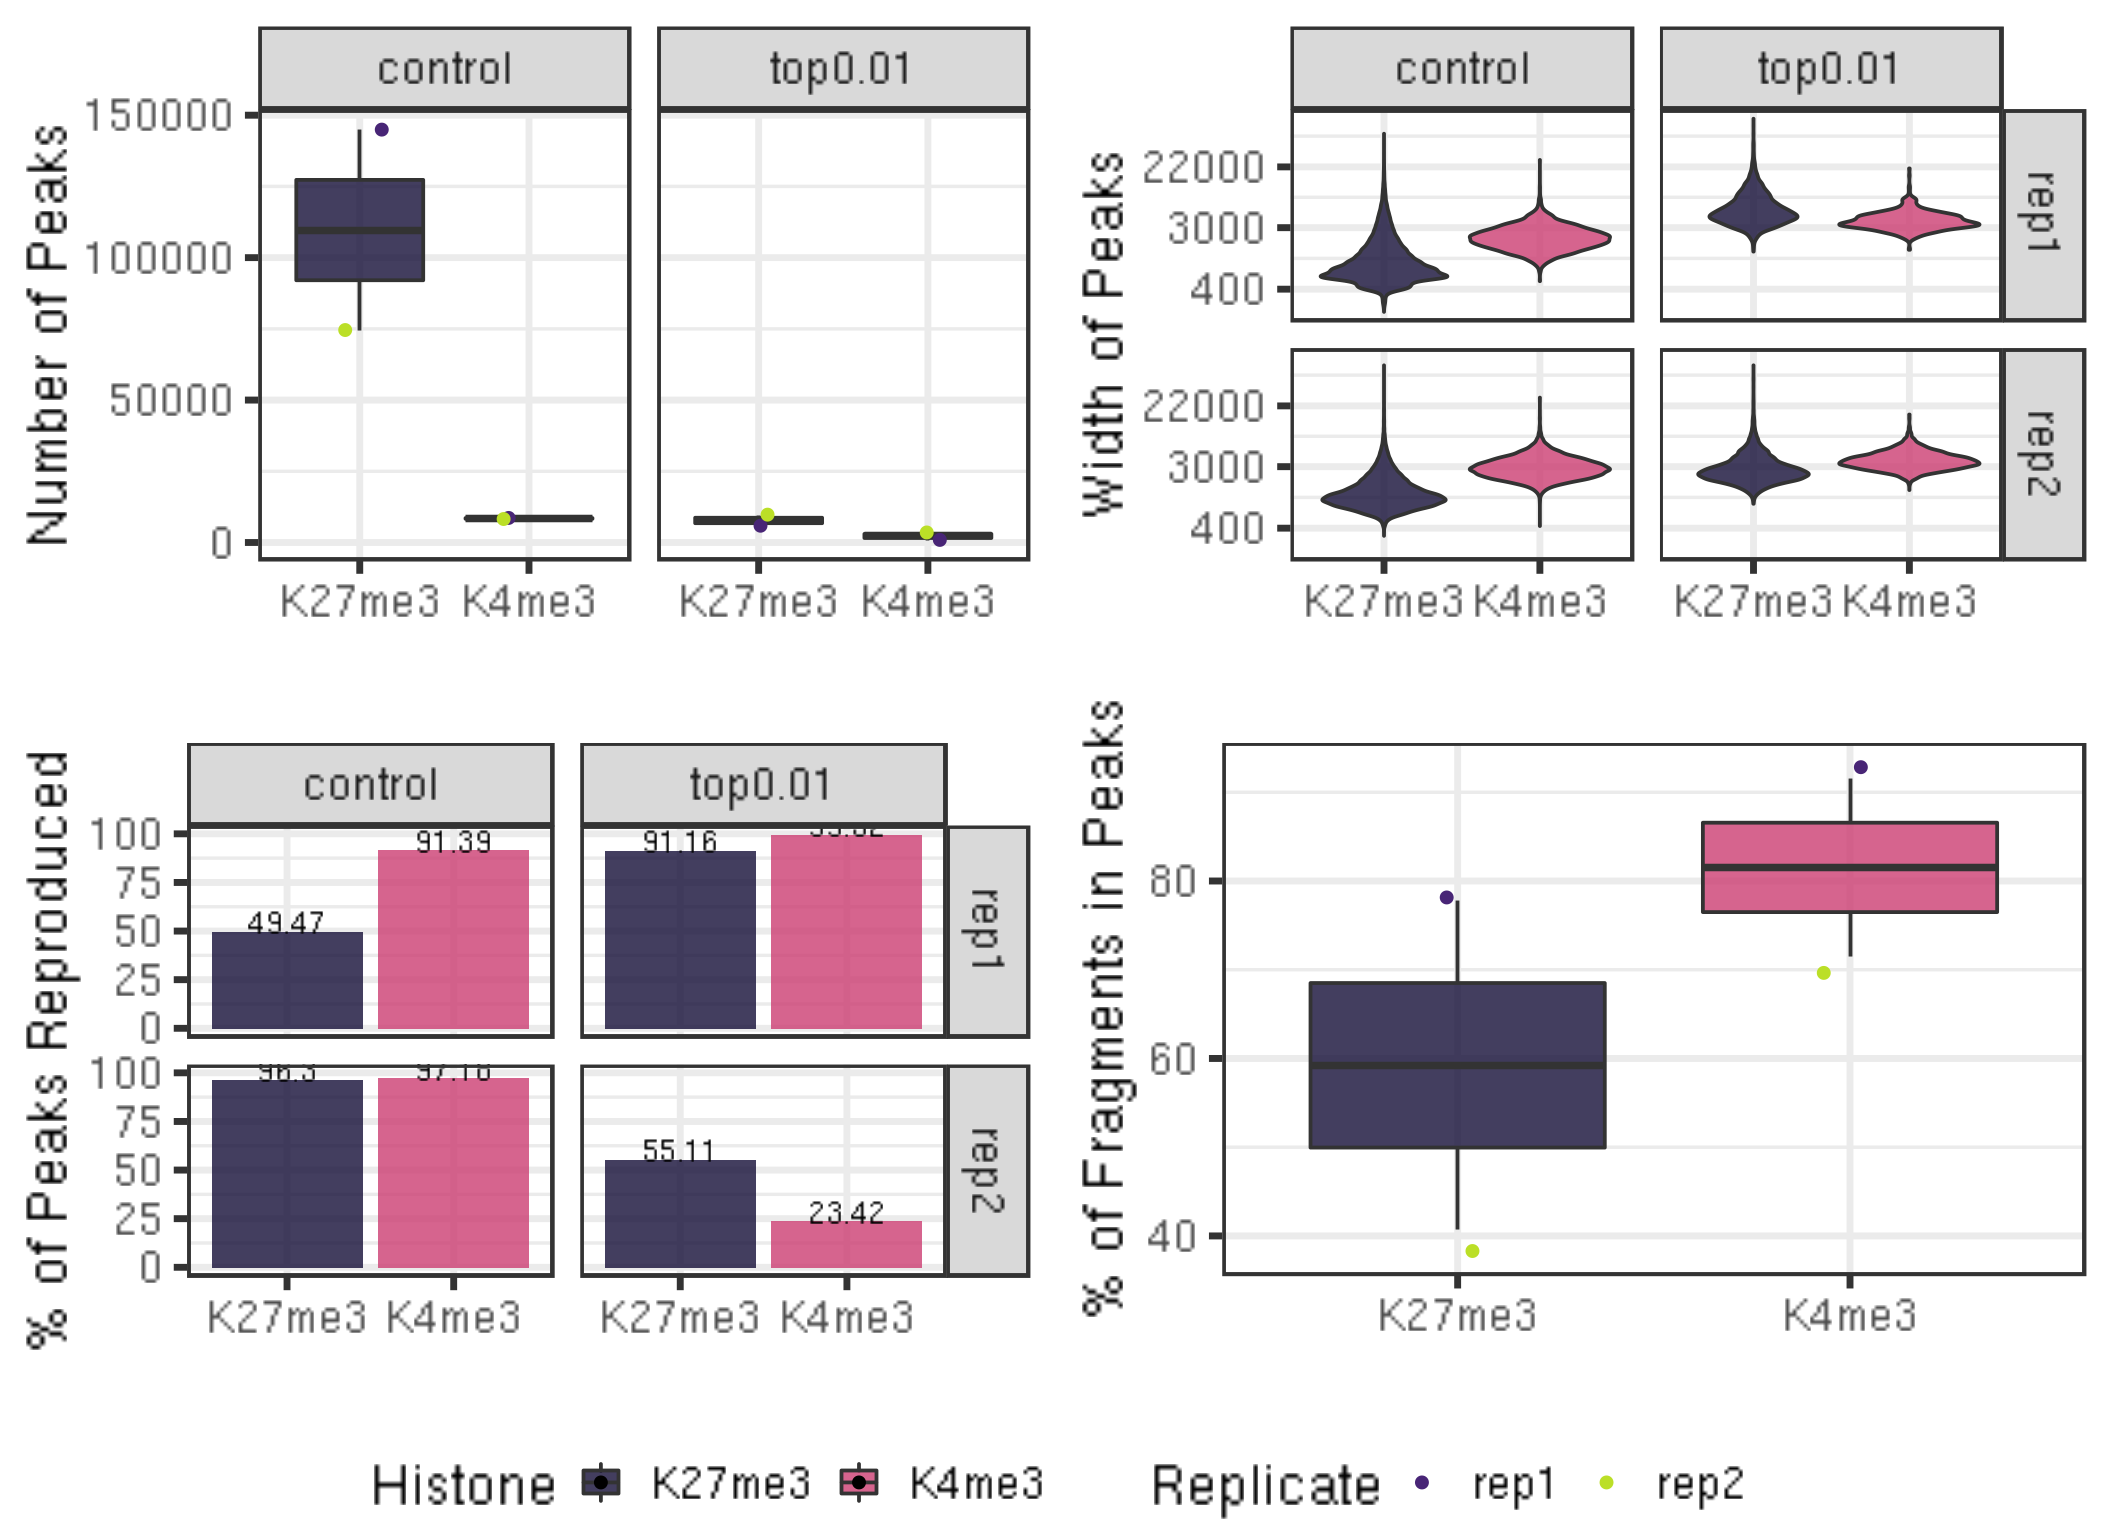 control top0.01
Number of Peaks
150000
100000
50000
0
K27me3 K4me3 K27me3 K4me3
control top0.01
Width of Peaks
22000
3000
400
rep1
22000
3000
400
rep2
K27me3 K4me3 K27me3 K4me3
control top0.01
% of Peaks Reproduced
100
75
50
25
0
49.47 91.39 91.16
rep1
100
75
50
25
0
96.3 97.18 55.11 23.42
rep2
K27me3 K4me3 K27me3 K4me3
% of Fragments in Peaks
80
60
40
K27me3 K4me3
Histone K27me3 K4me3 Replicate rep1 rep2